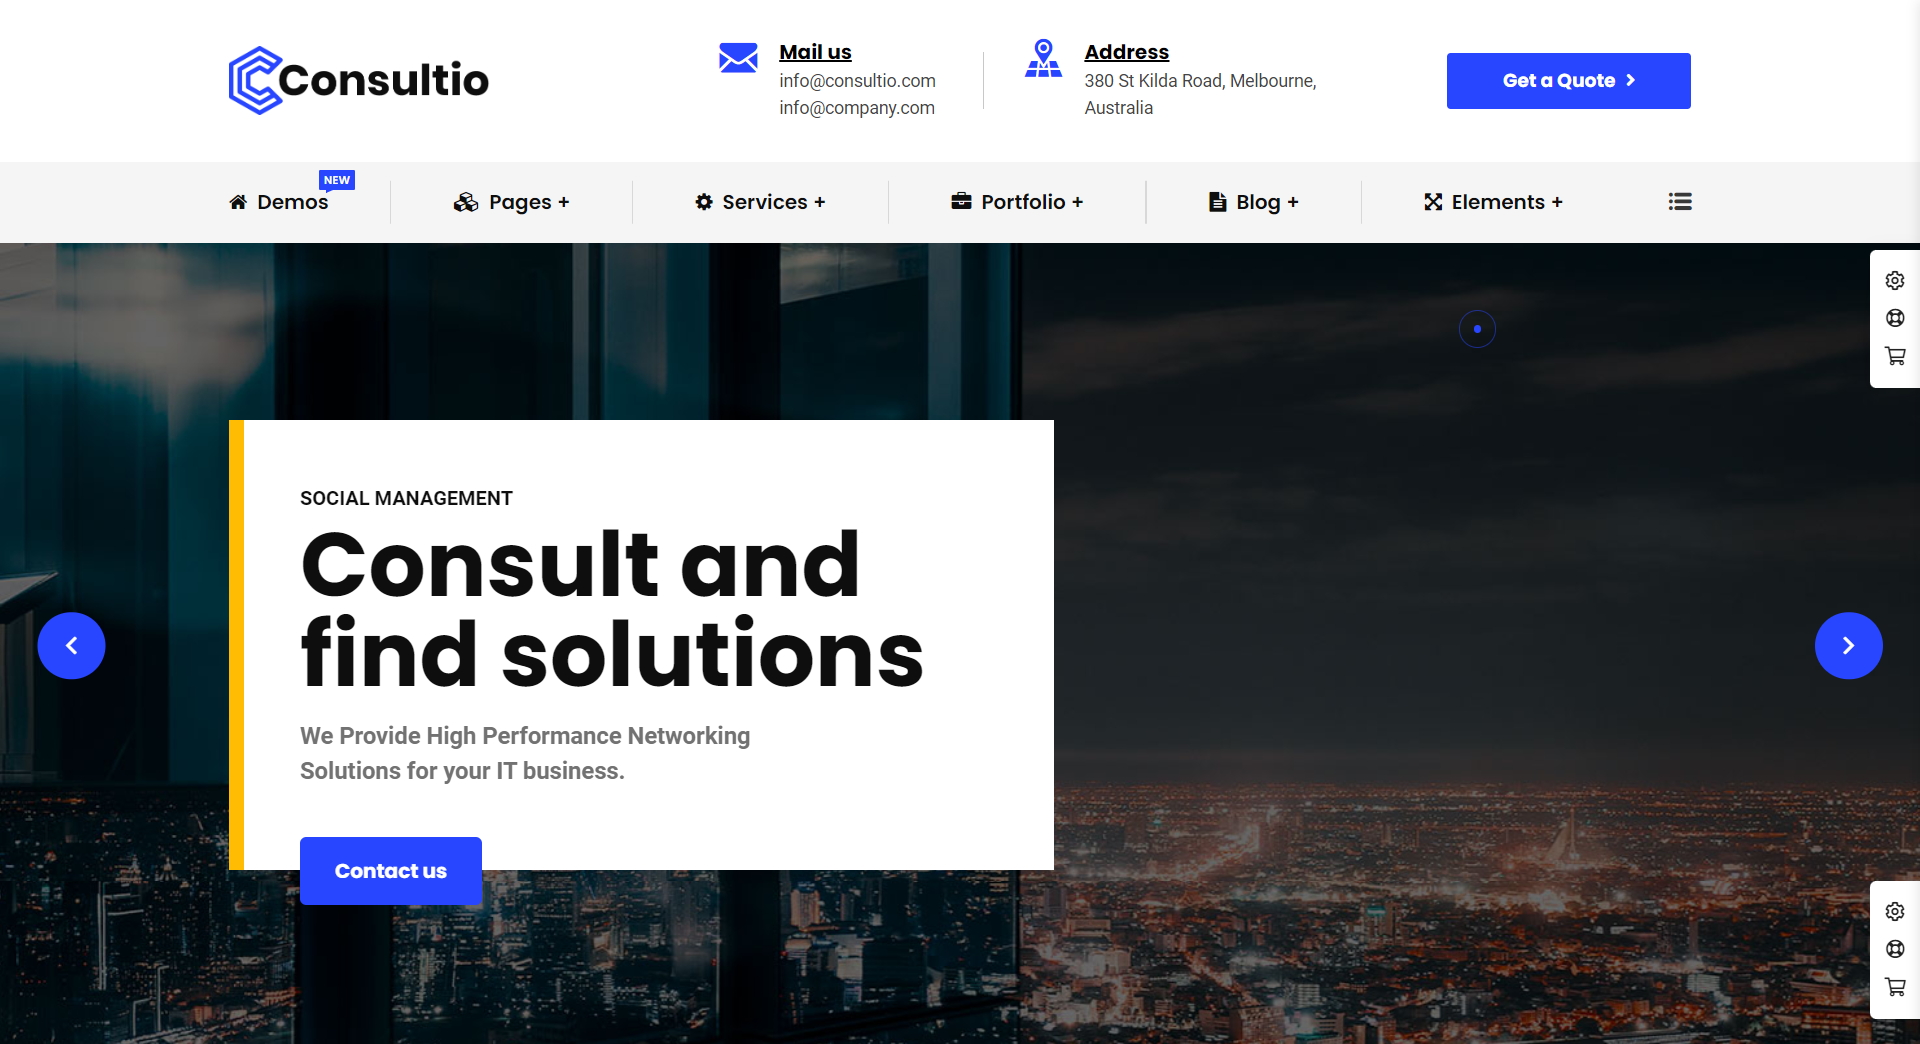 Consultio
Mail us
info@consultio.com
info@company.com
Address
380 St Kilda Road, Melbourne,
Australia
Get a Quote
NEW
Demos
Pages +
Services +
Portfolio +
Blog +
Elements +
SOCIAL MANAGEMENT
Consult and
find solutions
We Provide High Performance Networking
Solutions for your IT business.
Contact us